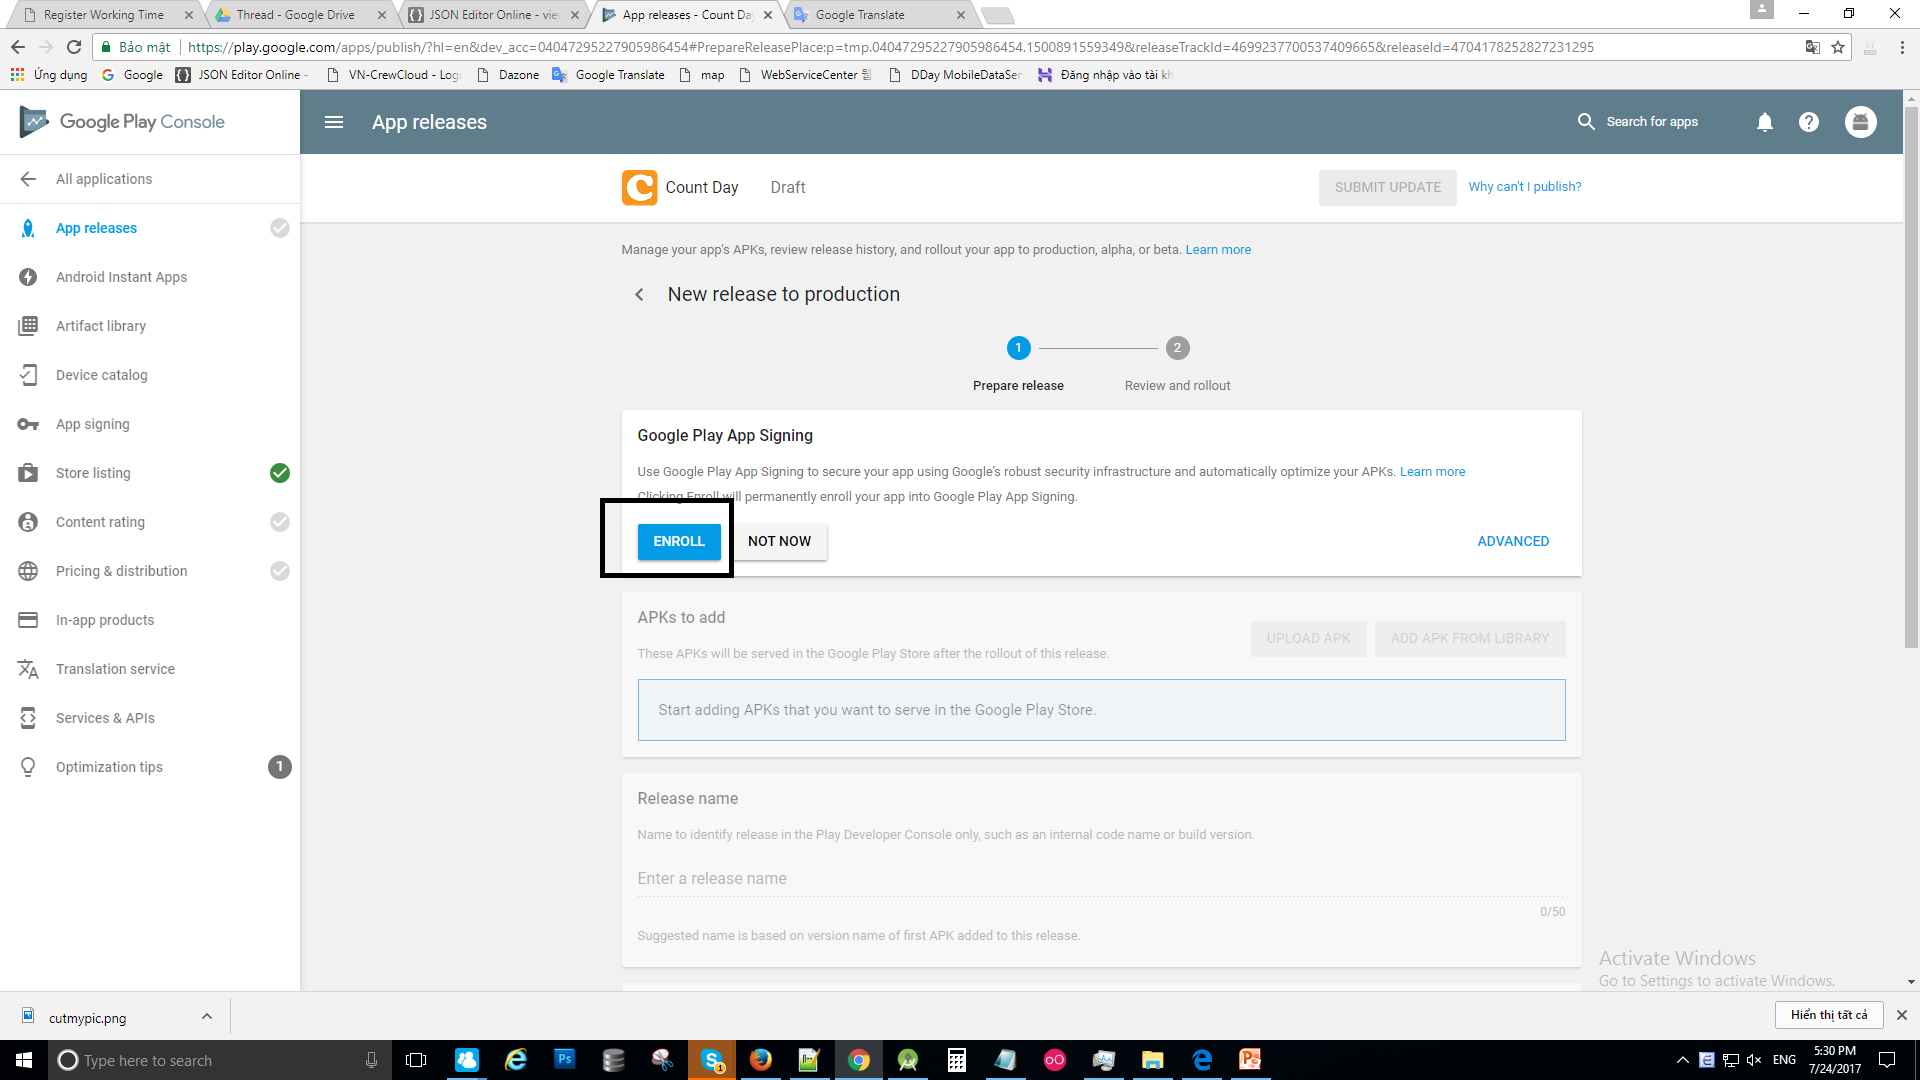 Register Working Time
Thread - Google Drive
JSON Editor Online - vie
App releases - Count Da
Google Translate
Bảo mật
https://play.google.com/apps/publish/?hl=en&dev_acc=04047295227905986454#PrepareReleasePlace:p=tmp.04047295227905986454.1500891559349&releaseTrackId=4699237700537409665&releaseId=4704178252827231295
Ứng dụng
Google
JSON Editor Online -
VN-CrewCloud - Log
Dazone
Google Translate
map
WebServiceCenter
DDay MobileDataSer
Đăng nhập vào tài kh
Google Play Console
App releases
Search for apps
All applications
Count Day
Draft
SUBMIT UPDATE
Why can't I publish?
App releases
Android Instant Apps
Artifact library
Device catalog
App signing
Store listing
Content rating
Pricing & distribution
In-app products
Translation service
Services & APIs
Optimization tips
1
Manage your app's APKs, review release history, and rollout your app to production, alpha, or beta. Learn more
New release to production
1
2
Prepare release
Review and rollout
Google Play App Signing
Use Google Play App Signing to secure your app using Google's robust security infrastructure and automatically optimize your APKs. Learn more
Clicking Enroll will permanently enroll your app into Google Play App Signing.
ENROLL
NOT NOW
ADVANCED
APKs to add
UPLOAD APK
ADD APK FROM LIBRARY
These APKs will be served in the Google Play Store after the rollout of this release.
Start adding APKs that you want to serve in the Google Play Store.
Release name
Name to identify release in the Play Developer Console only, such as an internal code name or build version.
Enter a release name
0/50
Suggested name is based on version name of first APK added to this release.
Activate Windows
Go to Settings to activate Windows.
cutmypic.png
Hiển thị tất cả
Type here to search
ENG
5:30 PM
7/24/2017